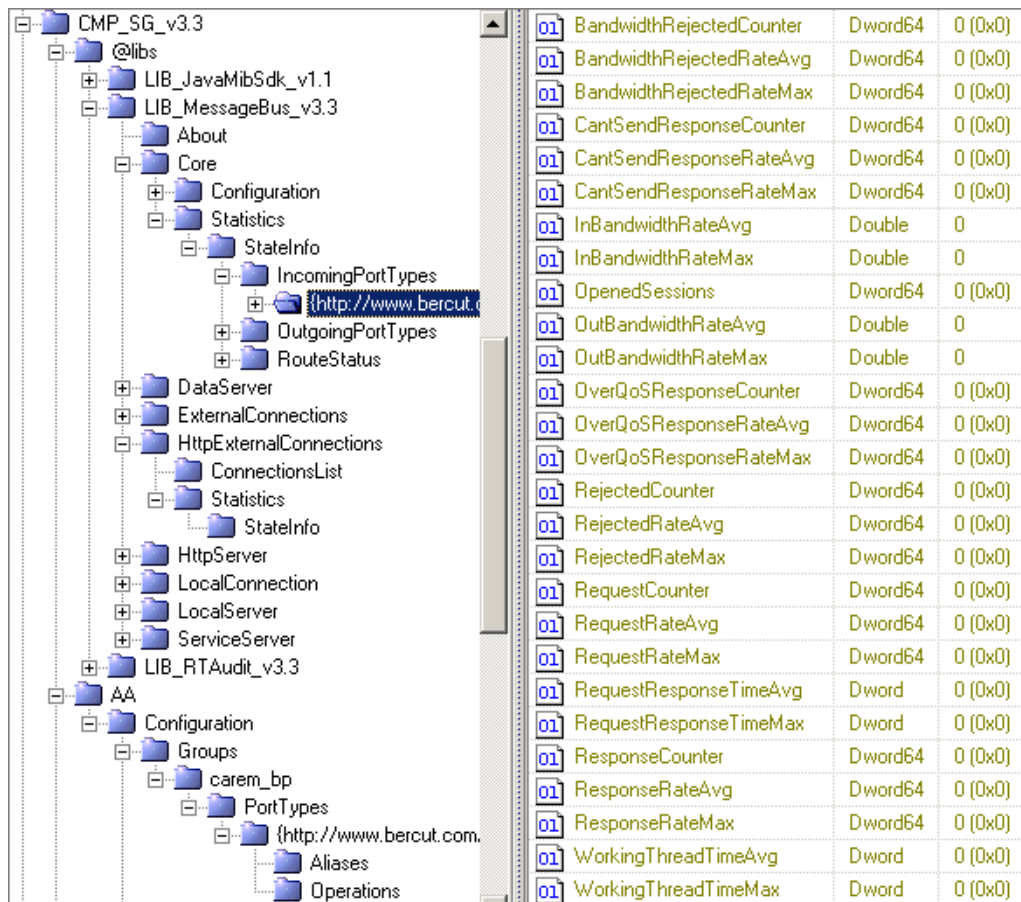 CMP_SG_v3.3
@libs
LIB_JavaMibSdk_v1.1
LIB_MessageBus_v3.3
About
Core
Configuration
Statistics
StateInfo
IncomingPortTypes
{http://www.bercut.c
OutgoingPortTypes
RouteStatus
DataServer
ExternalConnections
HttpExternalConnections
ConnectionsList
Statistics
StateInfo
HttpServer
LocalConnection
LocalServer
ServiceServer
LIB_RTAudit_v3.3
AA
Configuration
Groups
carem_bp
PortTypes
{http://www.bercut.com.
Aliases
Operations
01 BandwidthRejectedCounter Dword64 0 (0x0)
01 BandwidthRejectedRateAvg Dword64 0 (0x0)
01 BandwidthRejectedRateMax Dword64 0 (0x0)
01 CantSendResponseCounter Dword64 0 (0x0)
01 CantSendResponseRateAvg Dword64 0 (0x0)
01 CantSendResponseRateMax Dword64 0 (0x0)
01 InBandwidthRateAvg Double 0
01 InBandwidthRateMax Double 0
01 OpenedSessions Dword64 0 (0x0)
01 OutBandwidthRateAvg Double 0
01 OutBandwidthRateMax Double 0
01 OverQoSResponseCounter Dword64 0 (0x0)
01 OverQoSResponseRateAvg Dword64 0 (0x0)
01 OverQoSResponseRateMax Dword64 0 (0x0)
01 RejectedCounter Dword64 0 (0x0)
01 RejectedRateAvg Dword64 0 (0x0)
01 RejectedRateMax Dword64 0 (0x0)
01 RequestCounter Dword64 0 (0x0)
01 RequestRateAvg Dword64 0 (0x0)
01 RequestRateMax Dword64 0 (0x0)
01 RequestResponseTimeAvg Dword 0 (0x0)
01 RequestResponseTimeMax Dword 0 (0x0)
01 ResponseCounter Dword64 0 (0x0)
01 ResponseRateAvg Dword64 0 (0x0)
01 ResponseRateMax Dword64 0 (0x0)
01 WorkingThreadTimeAvg Dword 0 (0x0)
01 WorkingThreadTimeMax Dword 0 (0x0)